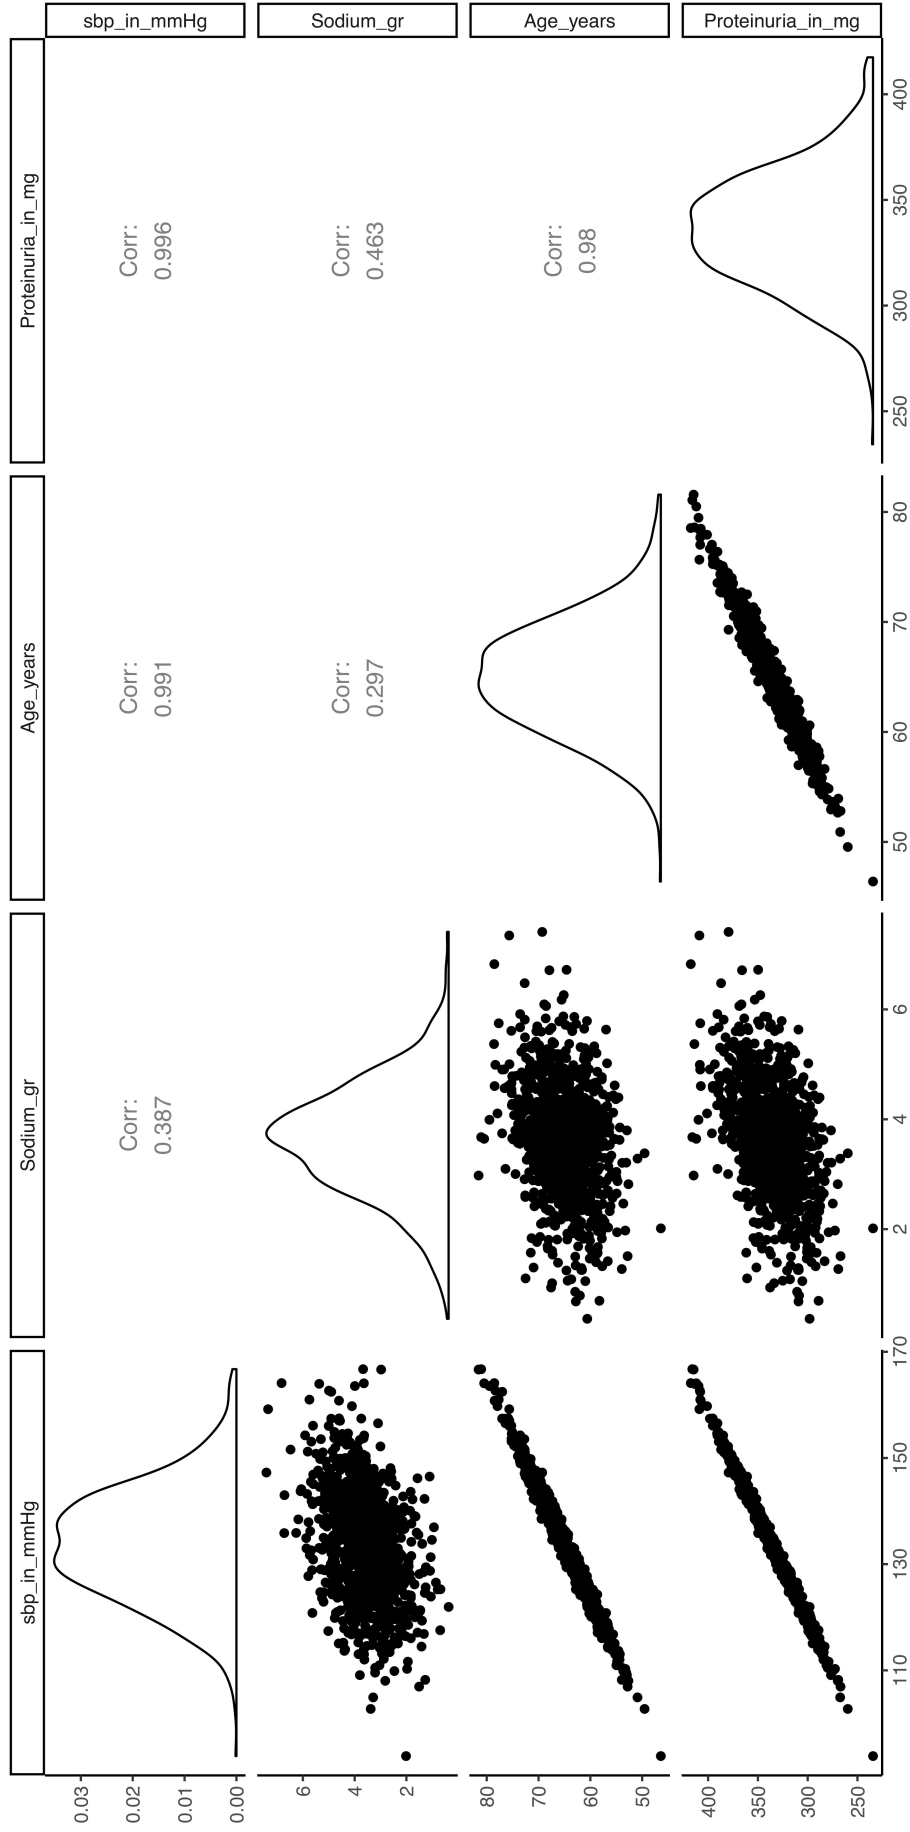 sbp_in_mmHg
Sodium_gr
Age_years
Proteinuria_in_mg
Corr:
0.387
Corr:
0.991
Corr:
0.996
sbp_in_mmHg
0.03
0.02
0.01
0.00
Corr:
0.297
Corr:
0.463
Sodium_gr
6
4
2
Corr:
0.98
Age_years
80
70
60
50
Proteinuria_in_mg
400
350
300
250
110
130
150
170
2
4
6
50
60
70
80
250
300
350
400